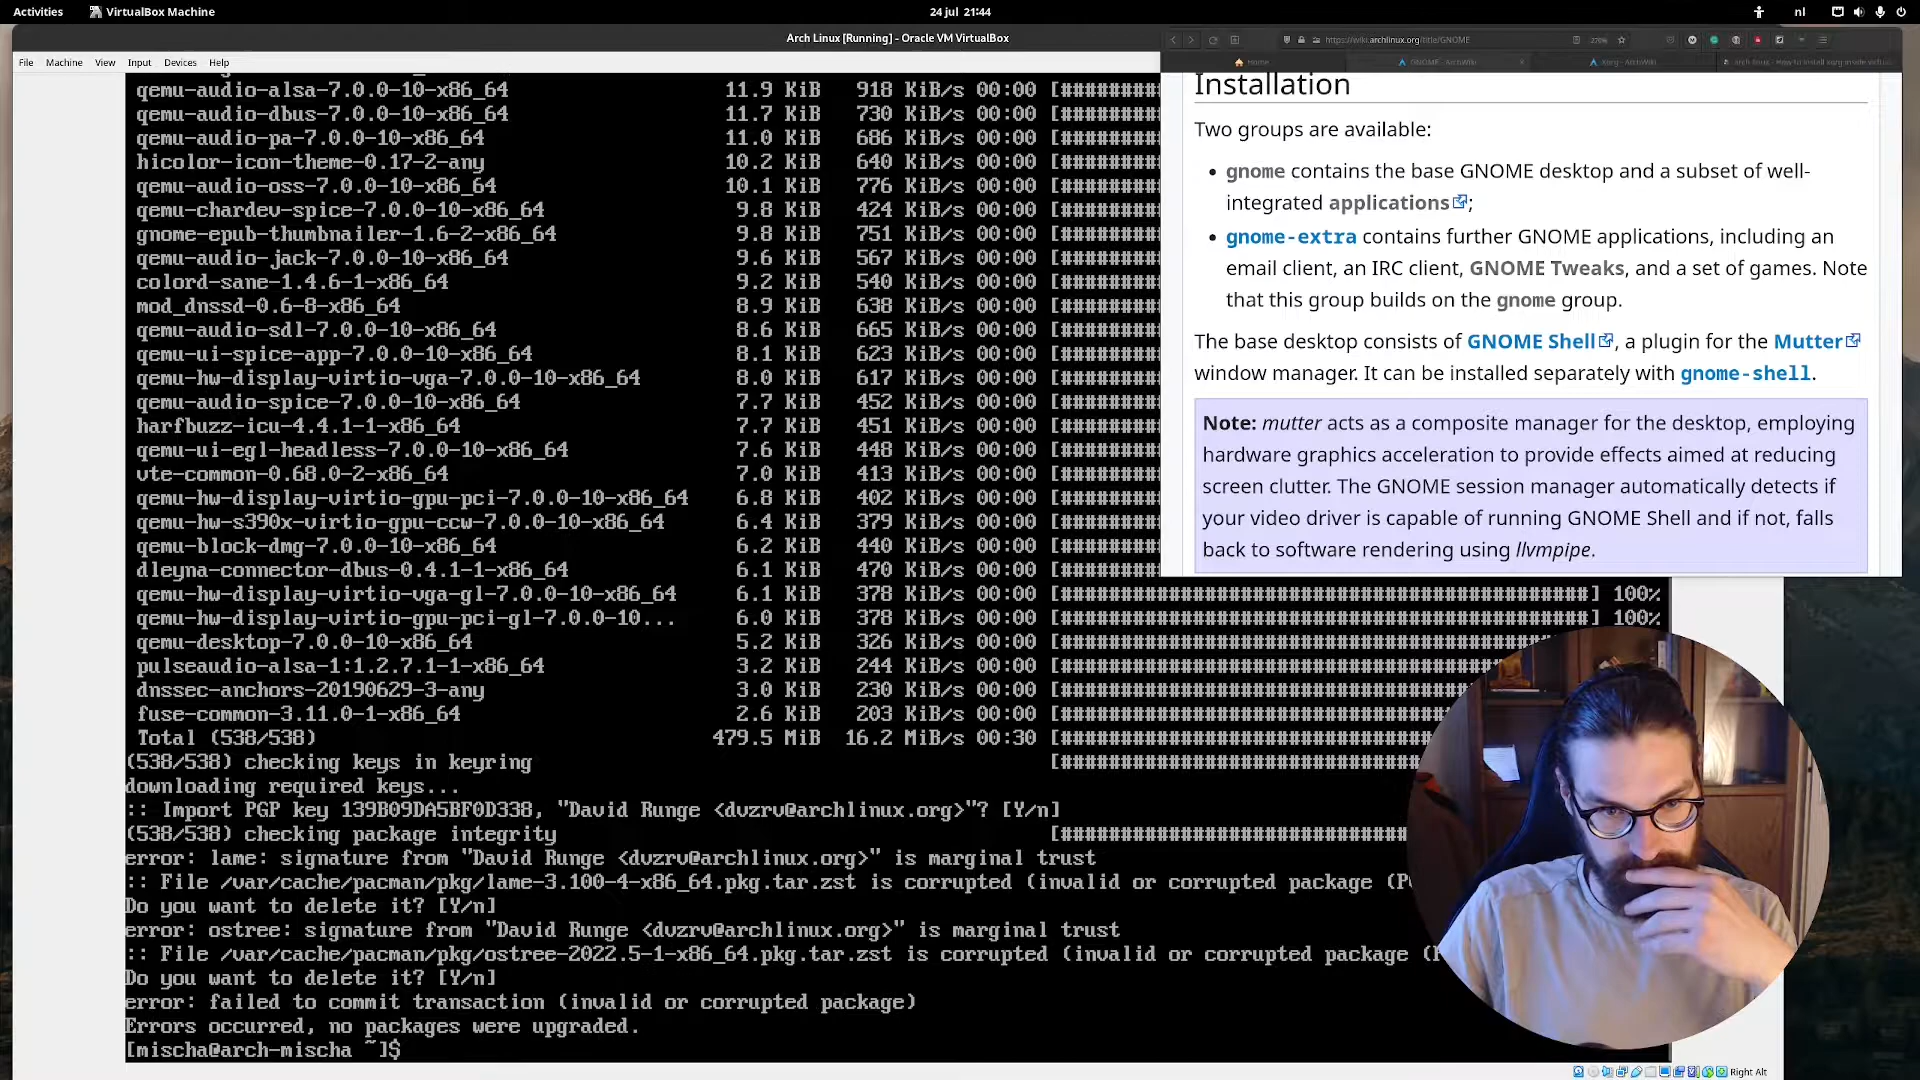 Activities
VirtualBox Machine
24 jul 21:44
nl
Arch Linux [Running] - Oracle VM VirtualBox
File Machine View Input Devices Help
qemu-audio-alsa-7.0.0-10-x86_64 11.9 KiB 918 KiB/s 00:00 [#########
qemu-audio-dbus-7.0.0-10-x86_64 11.7 KiB 730 KiB/s 00:00 [#########
qemu-audio-pa-7.0.0-10-x86_64 11.0 KiB 686 KiB/s 00:00 [#########
hicolor-icon-theme-0.17-2-any 10.2 KiB 640 KiB/s 00:00 [#########
qemu-audio-oss-7.0.0-10-x86_64 10.1 KiB 776 KiB/s 00:00 [#########
qemu-chardev-spice-7.0.0-10-x86_64 9.8 KiB 424 KiB/s 00:00 [#########
gnome-epub-thumbnailer-1.6-2-x86_64 9.8 KiB 751 KiB/s 00:00 [#########
qemu-audio-jack-7.0.0-10-x86_64 9.6 KiB 567 KiB/s 00:00 [#########
colord-sane-1.4.6-1-x86_64 9.2 KiB 540 KiB/s 00:00 [#########
mod_dnssd-0.6-8-x86_64 8.9 KiB 638 KiB/s 00:00 [#########
qemu-audio-sdl-7.0.0-10-x86_64 8.6 KiB 665 KiB/s 00:00 [#########
qemu-ui-spice-app-7.0.0-10-x86_64 8.1 KiB 623 KiB/s 00:00 [#########
qemu-hw-display-virtio-vga-7.0.0-10-x86_64 8.0 KiB 617 KiB/s 00:00 [#########
qemu-audio-spice-7.0.0-10-x86_64 7.7 KiB 452 KiB/s 00:00 [#########
harfbuzz-icu-4.4.1-1-x86_64 7.7 KiB 451 KiB/s 00:00 [#########
qemu-ui-egl-headless-7.0.0-10-x86_64 7.6 KiB 448 KiB/s 00:00 [#########
vte-common-0.68.0-2-x86_64 7.0 KiB 413 KiB/s 00:00 [#########
qemu-hw-display-virtio-gpu-pci-7.0.0-10-x86_64 6.8 KiB 402 KiB/s 00:00 [#########
qemu-hw-s390x-virtio-gpu-ccw-7.0.0-10-x86_64 6.4 KiB 379 KiB/s 00:00 [#########
qemu-block-dmg-7.0.0-10-x86_64 6.2 KiB 440 KiB/s 00:00 [#########
dleyna-connector-dbus-0.4.1-1-x86_64 6.1 KiB 470 KiB/s 00:00 [#########
qemu-hw-display-virtio-vga-gl-7.0.0-10-x86_64 6.1 KiB 378 KiB/s 00:00 [############################################] 100%
qemu-hw-display-virtio-gpu-pci-gl-7.0.0-10... 6.0 KiB 378 KiB/s 00:00 [############################################] 100%
qemu-desktop-7.0.0-10-x86_64 5.2 KiB 326 KiB/s 00:00 [#####################################
pulseaudio-alsa-1:1.2.7.1-1-x86_64 3.2 KiB 244 KiB/s 00:00 [#####################################
dnssec-anchors-20190629-3-any 3.0 KiB 230 KiB/s 00:00 [##################################
fuse-common-3.11.0-1-x86_64 2.6 KiB 203 KiB/s 00:00 [################################
Total (538/538) 479.5 MiB 16.2 MiB/s 00:30 [###############################
(538/538) checking keys in keyring [##############################
downloading required keys...
:: Import PGP key 139B09DA5BF0D338, "David Runge <dvzrv@archlinux.org>"? [Y/n]
(538/538) checking package integrity [#############################
error: lame: signature from "David Runge <dvzrv@archlinux.org>" is marginal trust
:: File /var/cache/pacman/pkg/lame-3.100-4-x86_64.pkg.tar.zst is corrupted (invalid or corrupted package (P
Do you want to delete it? [Y/n]
error: ostree: signature from "David Runge <dvzrv@archlinux.org>" is marginal trust
:: File /var/cache/pacman/pkg/ostree-2022.5-1-x86_64.pkg.tar.zst is corrupted (invalid or corrupted package (
Do you want to delete it? [Y/n]
error: failed to commit transaction (invalid or corrupted package)
Errors occurred, no packages were upgraded.
[mischa@arch-mischa ~]$
https://wiki.archlinux.org/title/GNOME
Home
GNOME - ArchWiki
Xorg - ArchWiki
Installation
Two groups are available:
• gnome contains the base GNOME desktop and a subset of well-
integrated applications;
• gnome-extra contains further GNOME applications, including an
email client, an IRC client, GNOME Tweaks, and a set of games. Note
that this group builds on the gnome group.
The base desktop consists of GNOME Shell, a plugin for the Mutter
window manager. It can be installed separately with gnome-shell.
Note: mutter acts as a composite manager for the desktop, employing
hardware graphics acceleration to provide effects aimed at reducing
screen clutter. The GNOME session manager automatically detects if
your video driver is capable of running GNOME Shell and if not, falls
back to software rendering using llvmpipe.
Right Alt